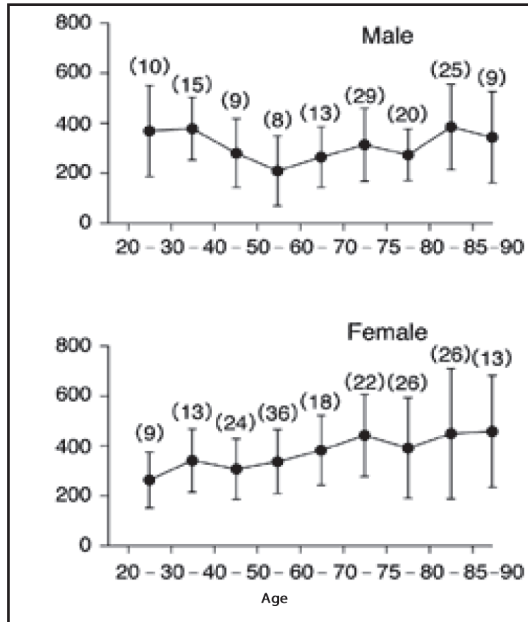 800
Male
(10) (15) (9) (8) (13) (29) (20) (25) (9)
600
400
200
0
20 – 30 – 40 – 50 – 60 – 70 – 75 – 80 – 85 – 90
Female
800
(9) (13) (24) (36) (18) (22) (26) (26) (13)
600
400
200
0
20 – 30 – 40 – 50 – 60 – 70 – 75 – 80 – 85 – 90
Age